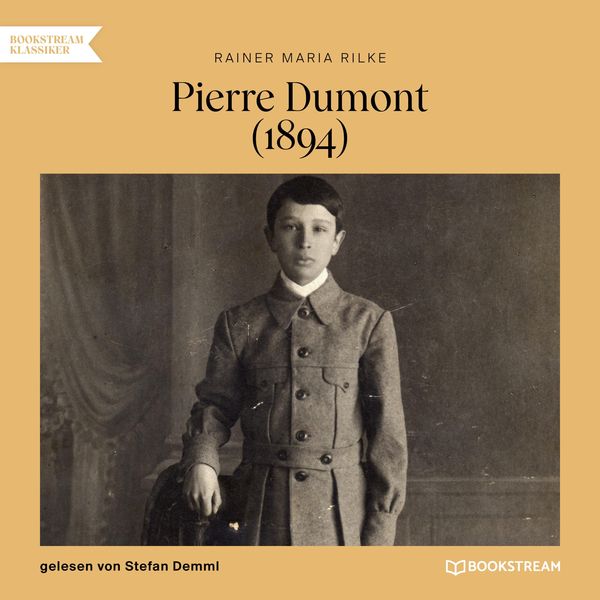 BOOKSTREAM
KLASSIKER
RAINER MARIA RILKE
Pierre Dumont
(1894)
gelesen von Stefan Demml
BOOKSTREAM